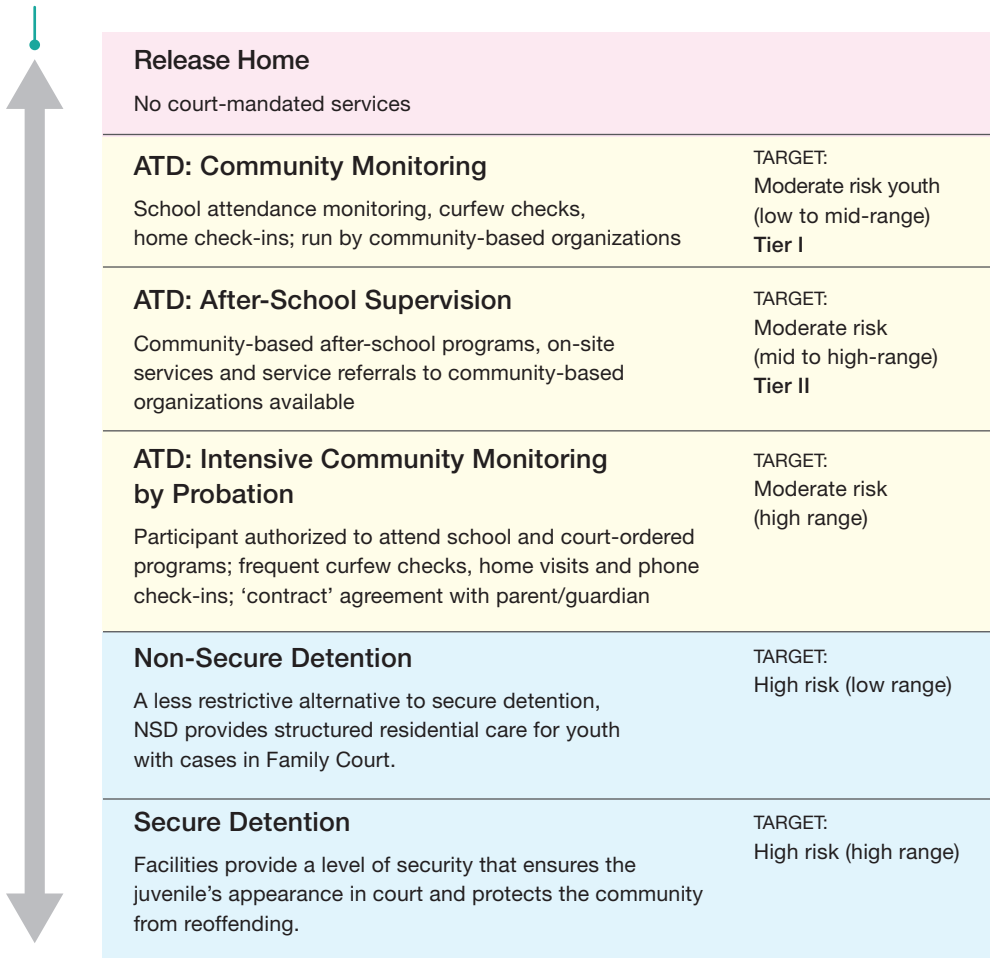 Release Home
No court-mandated services
ATD: Community Monitoring
School attendance monitoring, curfew checks,
home check-ins; run by community-based organizations
TARGET:
Moderate risk youth
(low to mid-range)
Tier I
ATD: After-School Supervision
Community-based after-school programs, on-site
services and service referrals to community-based
organizations available
TARGET:
Moderate risk
(mid to high-range)
Tier II
ATD: Intensive Community Monitoring
by Probation
Participant authorized to attend school and court-ordered
programs; frequent curfew checks, home visits and phone
check-ins; ‘contract’ agreement with parent/guardian
TARGET:
Moderate risk
(high range)
Non-Secure Detention
A less restrictive alternative to secure detention,
NSD provides structured residential care for youth
with cases in Family Court.
TARGET:
High risk (low range)
Secure Detention
Facilities provide a level of security that ensures the
juvenile’s appearance in court and protects the community
from reoffending.
TARGET:
High risk (high range)